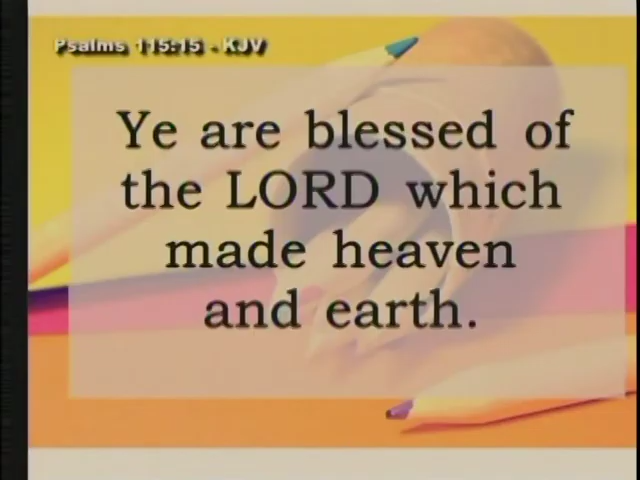 Psalms 115:15 - KJV
Ye are blessed of
the LORD which
made heaven
and earth.